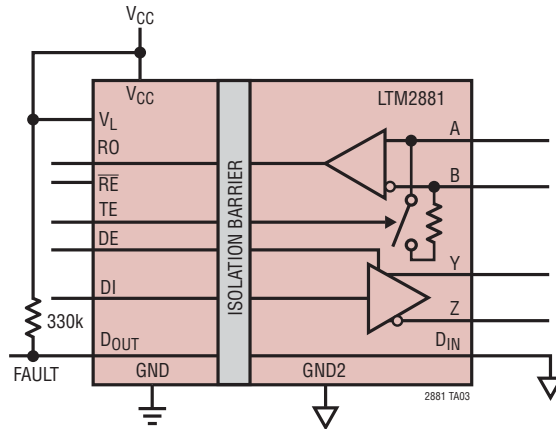 VCC
VCC
LTM2881
VL
A
RO
B
RE
TE
DE
Y
DI
Z
330k
DOUT
DIN
FAULT
GND
GND2
ISOLATION BARRIER
2881 TA03